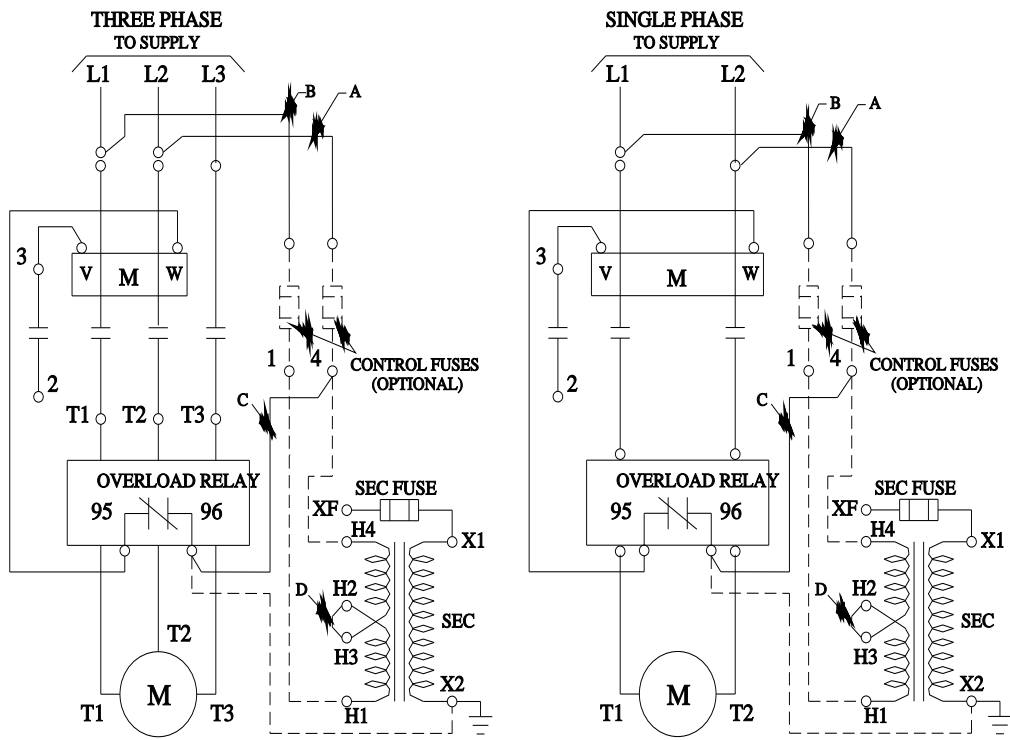 THREE PHASE
TO SUPPLY
L1 L2 L3
B A
3
V M W
1 4
CONTROL FUSES
(OPTIONAL)
2
C
T1 T2 T3
OVERLOAD RELAY
95 96
SEC FUSE
XF
H4
X1
D
H2
H3
SEC
T2
M
T1 T3
X2
H1
SINGLE PHASE
TO SUPPLY
L1 L2
B A
3
V M W
1 4
CONTROL FUSES
(OPTIONAL)
2
C
OVERLOAD RELAY
95 96
SEC FUSE
XF
H4
X1
D
H2
H3
SEC
M
T1 T2
X2
H1